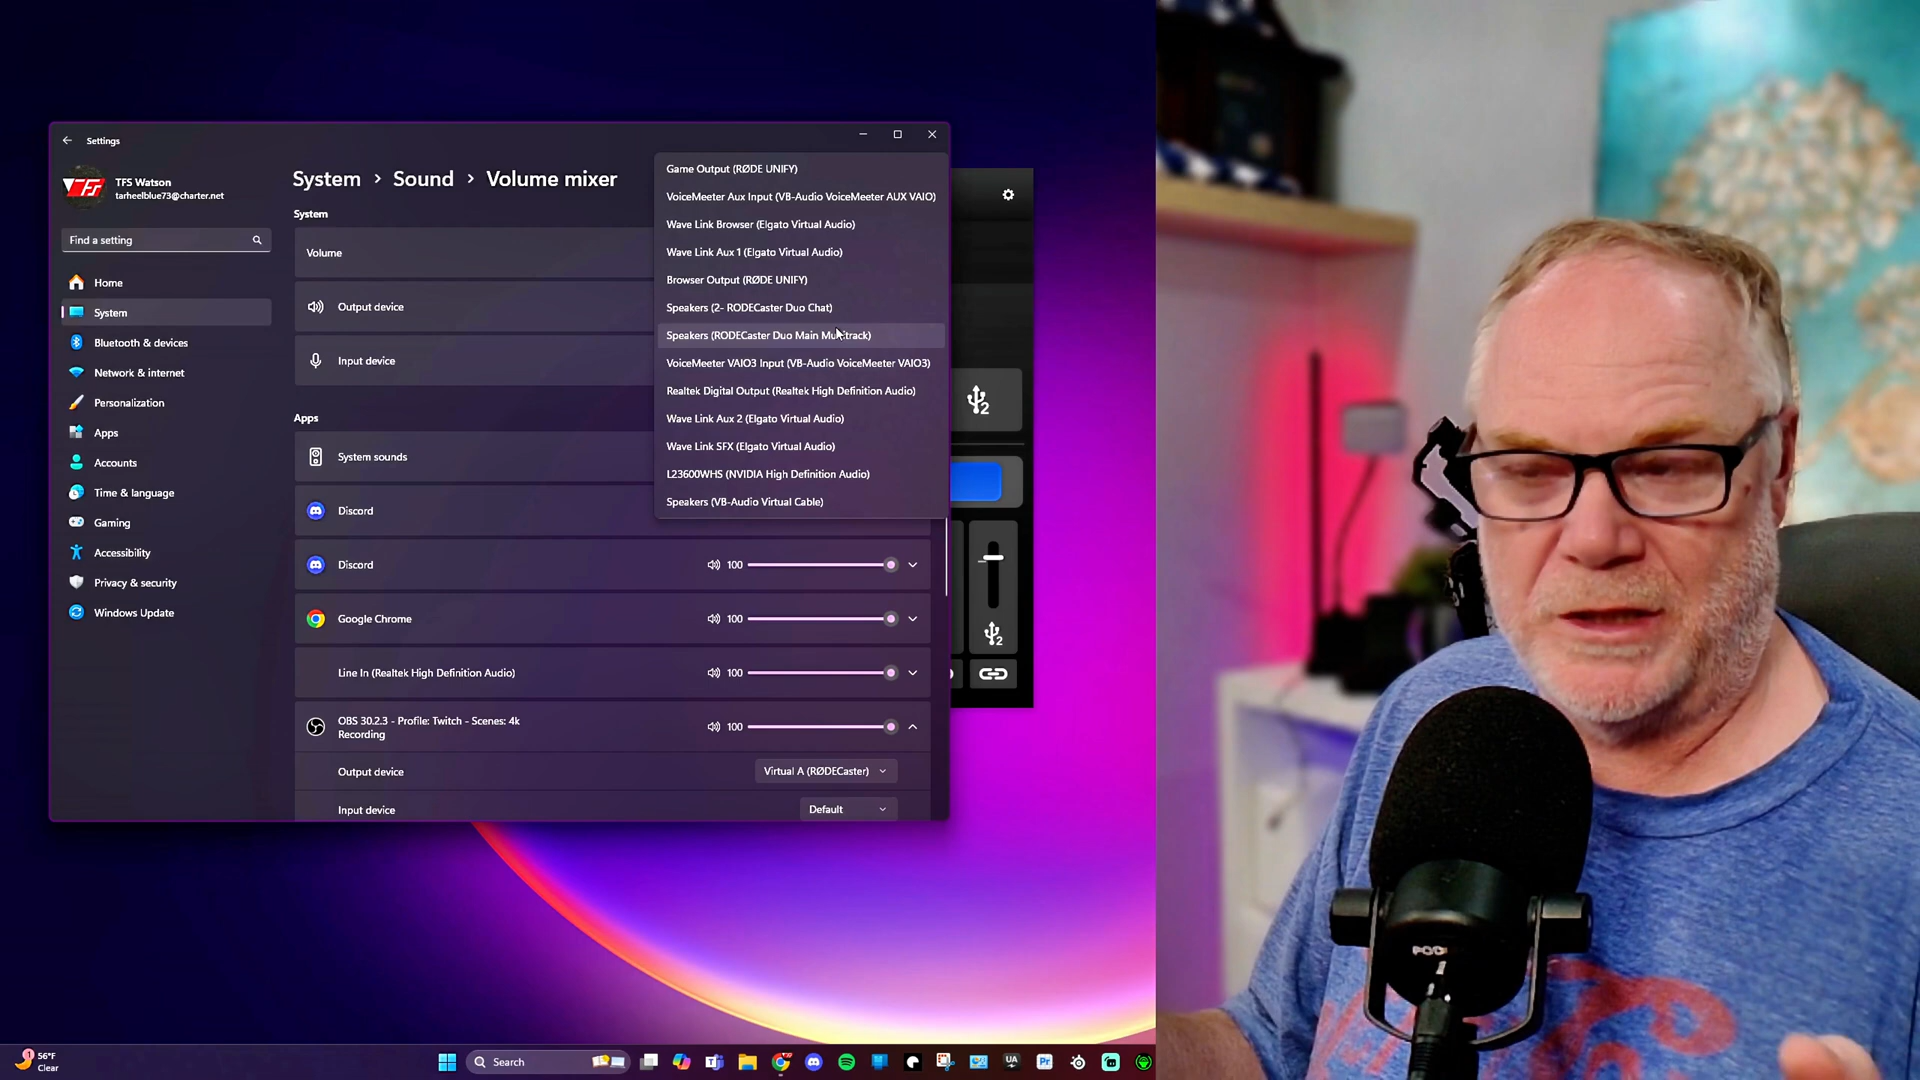 Settings
TFS Watson
tarheelblue73@charter.net
Find a setting
Home
System
Bluetooth & devices
Network & internet
Personalization
Apps
Accounts
Time & language
Gaming
Accessibility
Privacy & security
Windows Update
System > Sound > Volume mixer
System
Volume
Output device
Input device
Apps
System sounds
Discord
Discord 100
Google Chrome 100
Line In (Realtek High Definition Audio) 100
OBS 30.2.3 - Profile: Twitch - Scenes: 4k
Recording
100
Output device Virtual A (RØDECaster)
Input device Default
Game Output (RØDE UNIFY)
VoiceMeeter Aux Input (VB-Audio VoiceMeeter AUX VAIO)
Wave Link Browser (Elgato Virtual Audio)
Wave Link Aux 1 (Elgato Virtual Audio)
Browser Output (RØDE UNIFY)
Speakers (2- RODECaster Duo Chat)
Speakers (RODECaster Duo Main Multitrack)
VoiceMeeter VAIO3 Input (VB-Audio VoiceMeeter VAIO3)
Realtek Digital Output (Realtek High Definition Audio)
Wave Link Aux 2 (Elgato Virtual Audio)
Wave Link SFX (Elgato Virtual Audio)
L23600WHS (NVIDIA High Definition Audio)
Speakers (VB-Audio Virtual Cable)
2
2
1
56°F
Clear
Search
UA
Pr